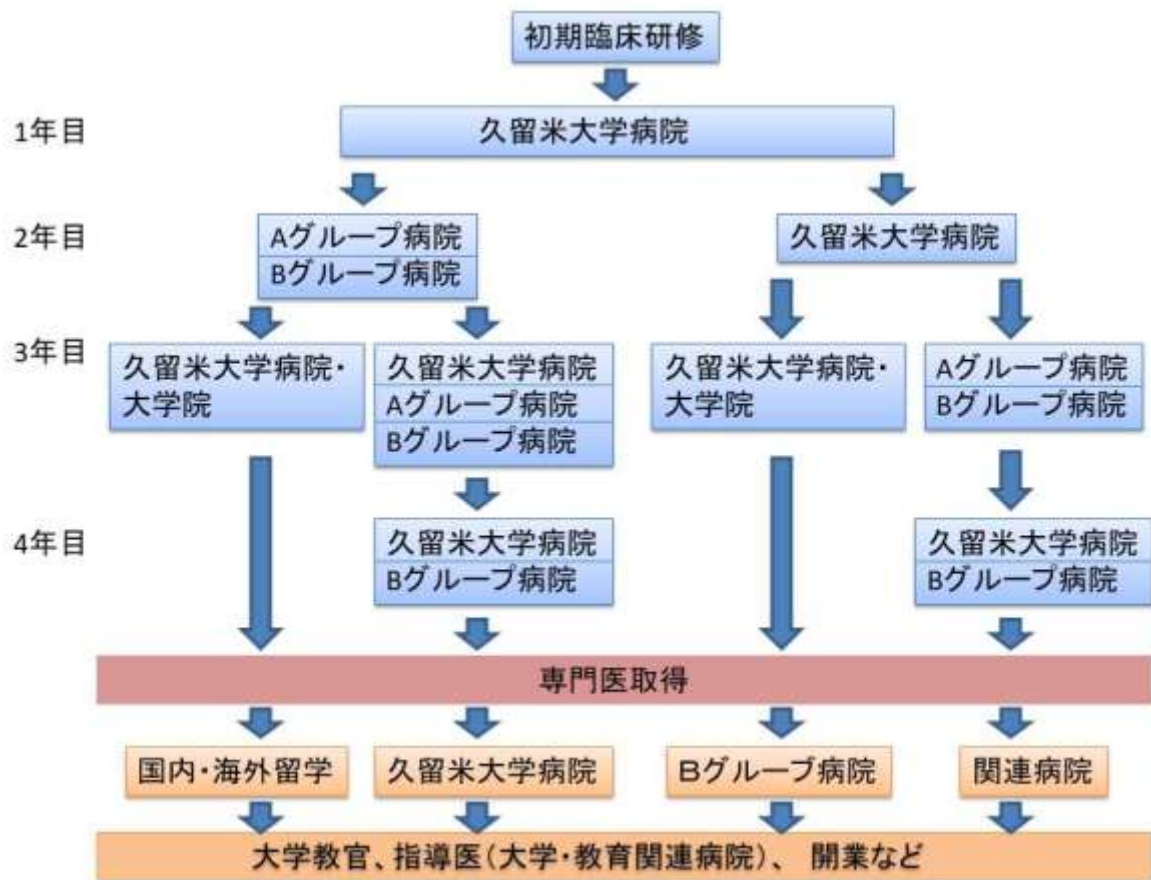 初期臨床研修
1年目
久留米大学病院
2年目
Aグループ病院
Bグループ病院
久留米大学病院
3年目
久留米大学病院・
大学院
久留米大学病院
Aグループ病院
Bグループ病院
久留米大学病院・
大学院
Aグループ病院
Bグループ病院
4年目
久留米大学病院
Bグループ病院
久留米大学病院
Bグループ病院
専門医取得
国内・海外留学
久留米大学病院
Bグループ病院
関連病院
大学教官、指導医(大学・教育関連病院)、 開業など